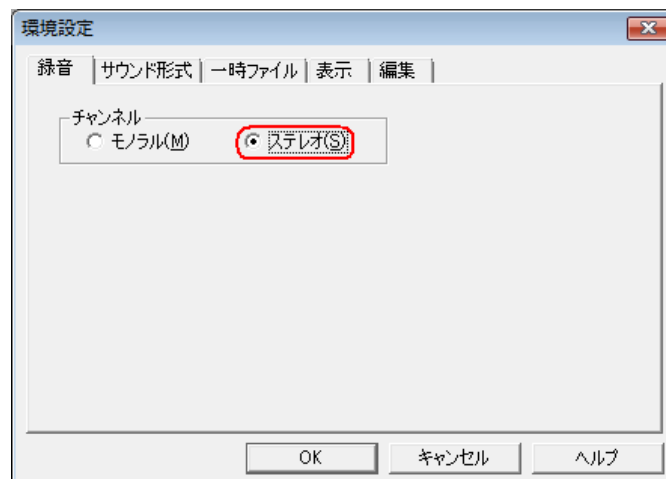 環境設定
録音 サウンド形式 一時ファイル 表示 編集
チャンネル
モノラル(M) ステレオ(S)
OK キャンセル ヘルプ